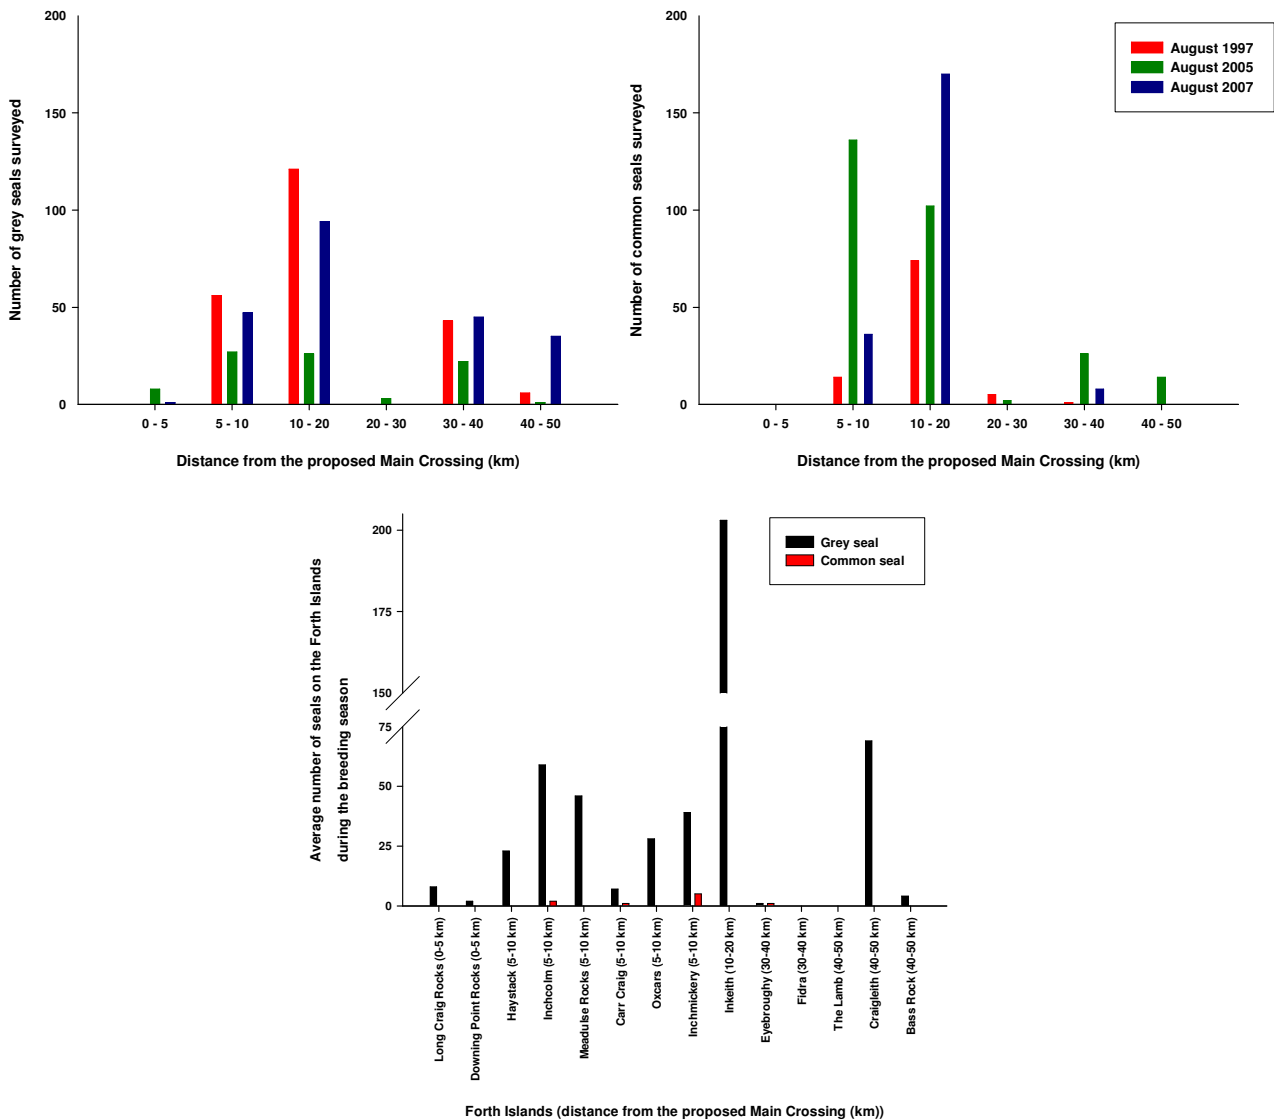 200
150
100
50
0
Number of grey seals surveyed
0 - 5
5 - 10
10 - 20
20 - 30
30 - 40
40 - 50
Distance from the proposed Main Crossing (km)
200
150
100
50
0
Number of common seals surveyed
0 - 5
5 - 10
10 - 20
20 - 30
30 - 40
40 - 50
Distance from the proposed Main Crossing (km)
August 1997
August 2005
August 2007
200
175
150
75
50
25
0
Average number of seals on the Forth Islands
during the breeding season
Grey seal
Common seal
Long Craig Rocks (0-5 km)
Downing Point Rocks (0-5 km)
Haystack (5-10 km)
Inchcolm (5-10 km)
Meadulse Rocks (5-10 km)
Carr Craig (5-10 km)
Oxcars (5-10 km)
Inchmickery (5-10 km)
Inkeith (10-20 km)
Eyebroughy (30-40 km)
Fidra (30-40 km)
The Lamb (40-50 km)
Craigleith (40-50 km)
Bass Rock (40-50 km)
Forth Islands (distance from the proposed Main Crossing (km))